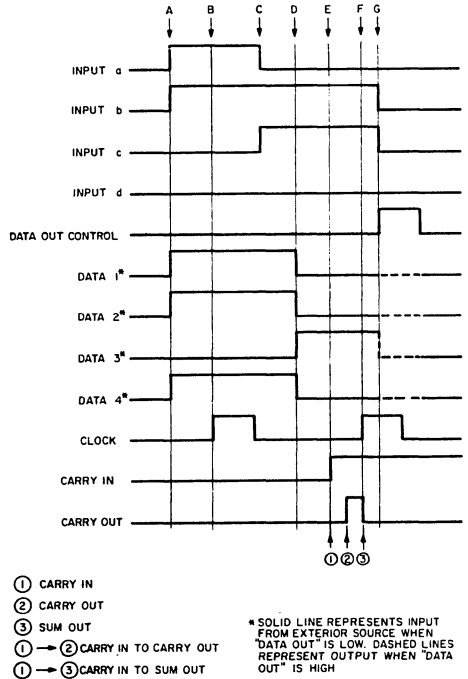 A B C D E F G
INPUT a
INPUT b
INPUT c
INPUT d
DATA OUT CONTROL
DATA 1*
DATA 2*
DATA 3*
DATA 4*
CLOCK
CARRY IN
CARRY OUT
① ② ③
① CARRY IN
② CARRY OUT
③ SUM OUT
① → ② CARRY IN TO CARRY OUT
① → ③ CARRY IN TO SUM OUT
* SOLID LINE REPRESENTS INPUT
FROM EXTERIOR SOURCE WHEN
"DATA OUT" IS LOW. DASHED LINES
REPRESENT OUTPUT WHEN "DATA
OUT" IS HIGH